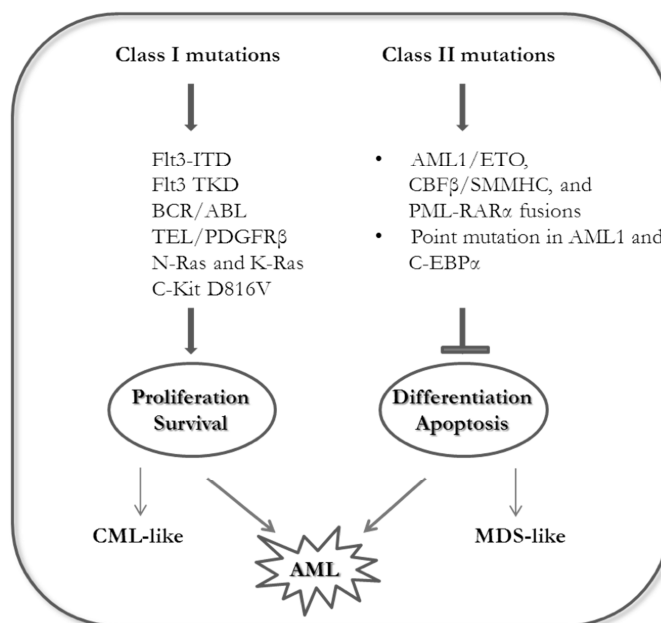 Class I mutations
Class II mutations
Flt3-ITD
Flt3 TKD
BCR/ABL
TEL/PDGFRβ
N-Ras and K-Ras
C-Kit D816V
• AML1/ETO,
CBFβ/SMMHC, and
PML-RARα fusions
• Point mutation in AML1 and
C-EBPα
Proliferation
Survival
Differentiation
Apoptosis
CML-like
MDS-like
AML